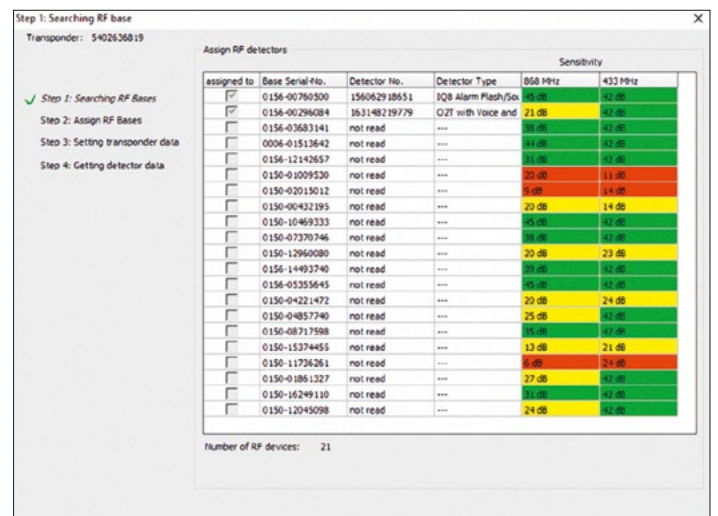 Step 1: Searching RF base
Transponder: 5402636819
Assign RF detectors
Sensitivity
assigned to Base Serial-No. Detector No. Detector Type 868 MHz 433 MHz
0156-00760500 156062918651 IQ8 Alarm Flash/Sou 45 dB 42 dB
0156-00296084 163148219779 O2T with Voice and 21 dB 42 dB
0156-03683141 not read --- 38 dB 42 dB
0006-01513642 not read --- 44 dB 42 dB
0156-12142657 not read --- 31 dB 42 dB
0150-01009530 not read --- 20 dB 11 dB
0150-02015012 not read --- 5 dB 14 dB
0150-00432195 not read --- 20 dB 14 dB
0150-10469333 not read --- 45 dB 42 dB
0150-07370746 not read --- 38 dB 42 dB
0150-12960080 not read --- 20 dB 23 dB
0156-14493740 not read --- 39 dB 42 dB
0156-05355645 not read --- 45 dB 42 dB
0150-04221472 not read --- 20 dB 24 dB
0150-04857740 not read --- 25 dB 42 dB
0150-08717598 not read --- 35 dB 42 dB
0150-15374455 not read --- 13 dB 21 dB
0150-11736261 not read --- 6 dB 24 dB
0150-01861327 not read --- 27 dB 42 dB
0150-16249110 not read --- 31 dB 42 dB
0150-12045098 not read --- 24 dB 42 dB
Number of RF devices: 21
Step 1: Searching RF Bases
Step 2: Assign RF Bases
Step 3: Setting transponder data
Step 4: Getting detector data